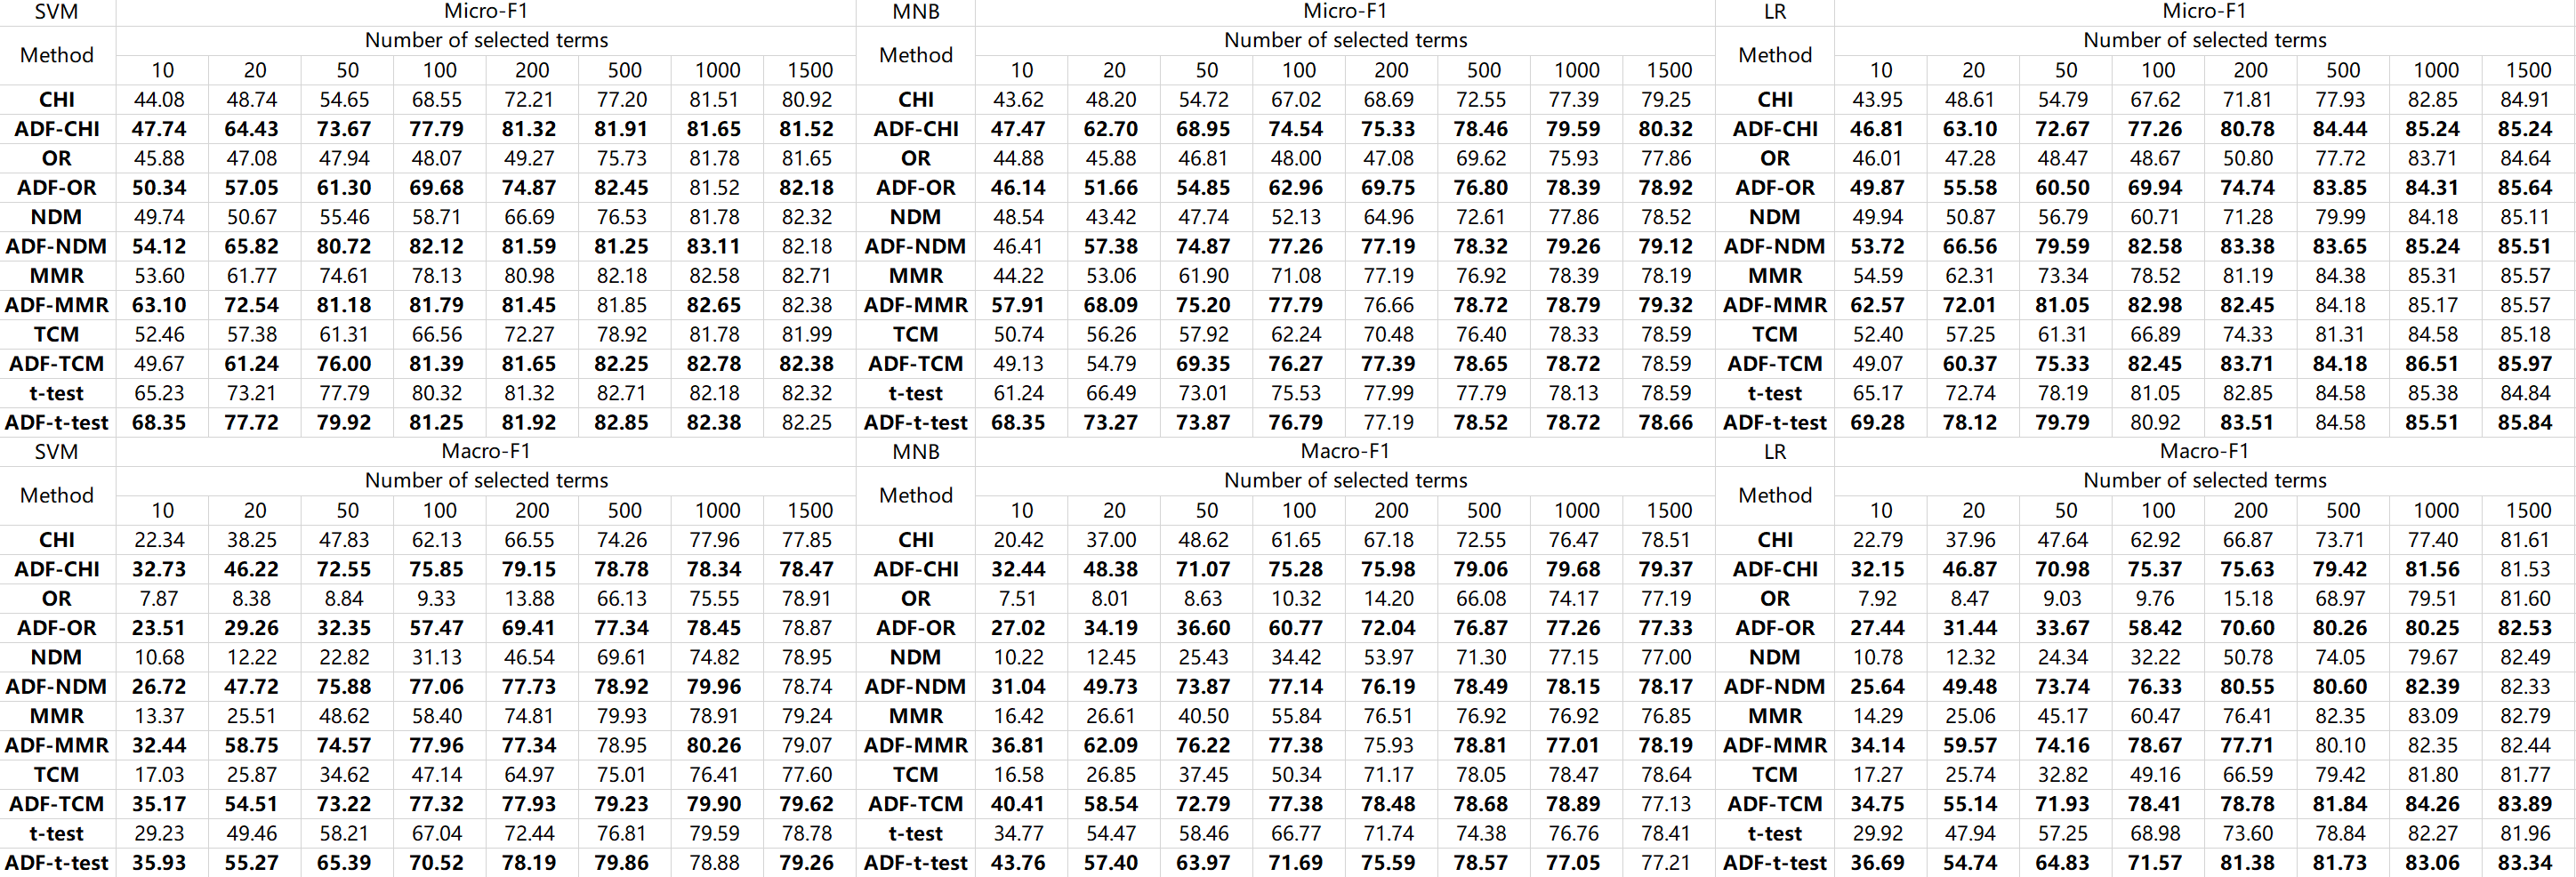 SVM Micro-F1 MNB Micro-F1 LR Micro-F1
Method Number of selected terms Method Number of selected terms Method Number of selected terms
10 20 50 100 200 500 1000 1500 10 20 50 100 200 500 1000 1500 10 20 50 100 200 500 1000 1500
CHI 44.08 48.74 54.65 68.55 72.21 77.20 81.51 80.92 CHI 43.62 48.20 54.72 67.02 68.69 72.55 77.39 79.25 CHI 43.95 48.61 54.79 67.62 71.81 77.93 82.85 84.91
ADF-CHI 47.74 64.43 73.67 77.79 81.32 81.91 81.65 81.52 ADF-CHI 47.47 62.70 68.95 74.54 75.33 78.46 79.59 80.32 ADF-CHI 46.81 63.10 72.67 77.26 80.78 84.44 85.24 85.24
OR 45.88 47.08 47.94 48.07 49.27 75.73 81.78 81.65 OR 44.88 45.88 46.81 48.00 47.08 69.62 75.93 77.86 OR 46.01 47.28 48.47 48.67 50.80 77.72 83.71 84.64
ADF-OR 50.34 57.05 61.30 69.68 74.87 82.45 81.52 82.18 ADF-OR 46.14 51.66 54.85 62.96 69.75 76.80 78.39 78.92 ADF-OR 49.87 55.58 60.50 69.94 74.74 83.85 84.31 85.64
NDM 49.74 50.67 55.46 58.71 66.69 76.53 81.78 82.32 NDM 48.54 43.42 47.74 52.13 64.96 72.61 77.86 78.52 NDM 49.94 50.87 56.79 60.71 71.28 79.99 84.18 85.11
ADF-NDM 54.12 65.82 80.72 82.12 81.59 81.25 83.11 82.18 ADF-NDM 46.41 57.38 74.87 77.26 77.19 78.32 79.26 79.12 ADF-NDM 53.72 66.56 79.59 82.58 83.38 83.65 85.24 85.51
MMR 53.60 61.77 74.61 78.13 80.98 82.18 82.58 82.71 MMR 44.22 53.06 61.90 71.08 77.19 76.92 78.39 78.19 MMR 54.59 62.31 73.34 78.52 81.19 84.38 85.31 85.57
ADF-MMR 63.10 72.54 81.18 81.79 81.45 81.85 82.65 82.38 ADF-MMR 57.91 68.09 75.20 77.79 76.66 78.72 78.79 79.32 ADF-MMR 62.57 72.01 81.05 82.98 82.45 84.18 85.17 85.57
TCM 52.46 57.38 61.31 66.56 72.27 78.92 81.78 81.99 TCM 50.74 56.26 57.92 62.24 70.48 76.40 78.33 78.59 TCM 52.40 57.25 61.31 66.89 74.33 81.31 84.58 85.18
ADF-TCM 49.67 61.24 76.00 81.39 81.65 82.25 82.78 82.38 ADF-TCM 49.13 54.79 69.35 76.27 77.39 78.65 78.72 78.59 ADF-TCM 49.07 60.37 75.33 82.45 83.71 84.18 86.51 85.97
t-test 65.23 73.21 77.79 80.32 81.32 82.71 82.18 82.32 t-test 61.24 66.49 73.01 75.53 77.99 77.79 78.13 78.59 t-test 65.17 72.74 78.19 81.05 82.85 84.58 85.38 84.84
ADF-t-test 68.35 77.72 79.92 81.25 81.92 82.85 82.38 82.25 ADF-t-test 68.35 73.27 73.87 76.79 77.19 78.52 78.72 78.66 ADF-t-test 69.28 78.12 79.79 80.92 83.51 84.58 85.51 85.84
SVM Macro-F1 MNB Macro-F1 LR Macro-F1
Method Number of selected terms Method Number of selected terms Method Number of selected terms
10 20 50 100 200 500 1000 1500 10 20 50 100 200 500 1000 1500 10 20 50 100 200 500 1000 1500
CHI 22.34 38.25 47.83 62.13 66.55 74.26 77.96 77.85 CHI 20.42 37.00 48.62 61.65 67.18 72.55 76.47 78.51 CHI 22.79 37.96 47.64 62.92 66.87 73.71 77.40 81.61
ADF-CHI 32.73 46.22 72.55 75.85 79.15 78.78 78.34 78.47 ADF-CHI 32.44 48.38 71.07 75.28 75.98 79.06 79.68 79.37 ADF-CHI 32.15 46.87 70.98 75.37 75.63 79.42 81.56 81.53
OR 7.87 8.38 8.84 9.33 13.88 66.13 75.55 78.91 OR 7.51 8.01 8.63 10.32 14.20 66.08 74.17 77.19 OR 7.92 8.47 9.03 9.76 15.18 68.97 79.51 81.60
ADF-OR 23.51 29.26 32.35 57.47 69.41 77.34 78.45 78.87 ADF-OR 27.02 34.19 36.60 60.77 72.04 76.87 77.26 77.33 ADF-OR 27.44 31.44 33.67 58.42 70.60 80.26 80.25 82.53
NDM 10.68 12.22 22.82 31.13 46.54 69.61 74.82 78.95 NDM 10.22 12.45 25.43 34.42 53.97 71.30 77.15 77.00 NDM 10.78 12.32 24.34 32.22 50.78 74.05 79.67 82.49
ADF-NDM 26.72 47.72 75.88 77.06 77.73 78.92 79.96 78.74 ADF-NDM 31.04 49.73 73.87 77.14 76.19 78.49 78.15 78.17 ADF-NDM 25.64 49.48 73.74 76.33 80.55 80.60 82.39 82.33
MMR 13.37 25.51 48.62 58.40 74.81 79.93 78.91 79.24 MMR 16.42 26.61 40.50 55.84 76.51 76.92 76.92 76.85 MMR 14.29 25.06 45.17 60.47 76.41 82.35 83.09 82.79
ADF-MMR 32.44 58.75 74.57 77.96 77.34 78.95 80.26 79.07 ADF-MMR 36.81 62.09 76.22 77.38 75.93 78.81 77.01 78.19 ADF-MMR 34.14 59.57 74.16 78.67 77.71 80.10 82.35 82.44
TCM 17.03 25.87 34.62 47.14 64.97 75.01 76.41 77.60 TCM 16.58 26.85 37.45 50.34 71.17 78.05 78.47 78.64 TCM 17.27 25.74 32.82 49.16 66.59 79.42 81.80 81.77
ADF-TCM 35.17 54.51 73.22 77.32 77.93 79.23 79.90 79.62 ADF-TCM 40.41 58.54 72.79 77.38 78.48 78.68 78.89 77.13 ADF-TCM 34.75 55.14 71.93 78.41 78.78 81.84 84.26 83.89
t-test 29.23 49.46 58.21 67.04 72.44 76.81 79.59 78.78 t-test 34.77 54.47 58.46 66.77 71.74 74.38 76.76 78.41 t-test 29.92 47.94 57.25 68.98 73.60 78.84 82.27 81.96
ADF-t-test 35.93 55.27 65.39 70.52 78.19 79.86 78.88 79.26 ADF-t-test 43.76 57.40 63.97 71.69 75.59 78.57 77.05 77.21 ADF-t-test 36.69 54.74 64.83 71.57 81.38 81.73 83.06 83.34